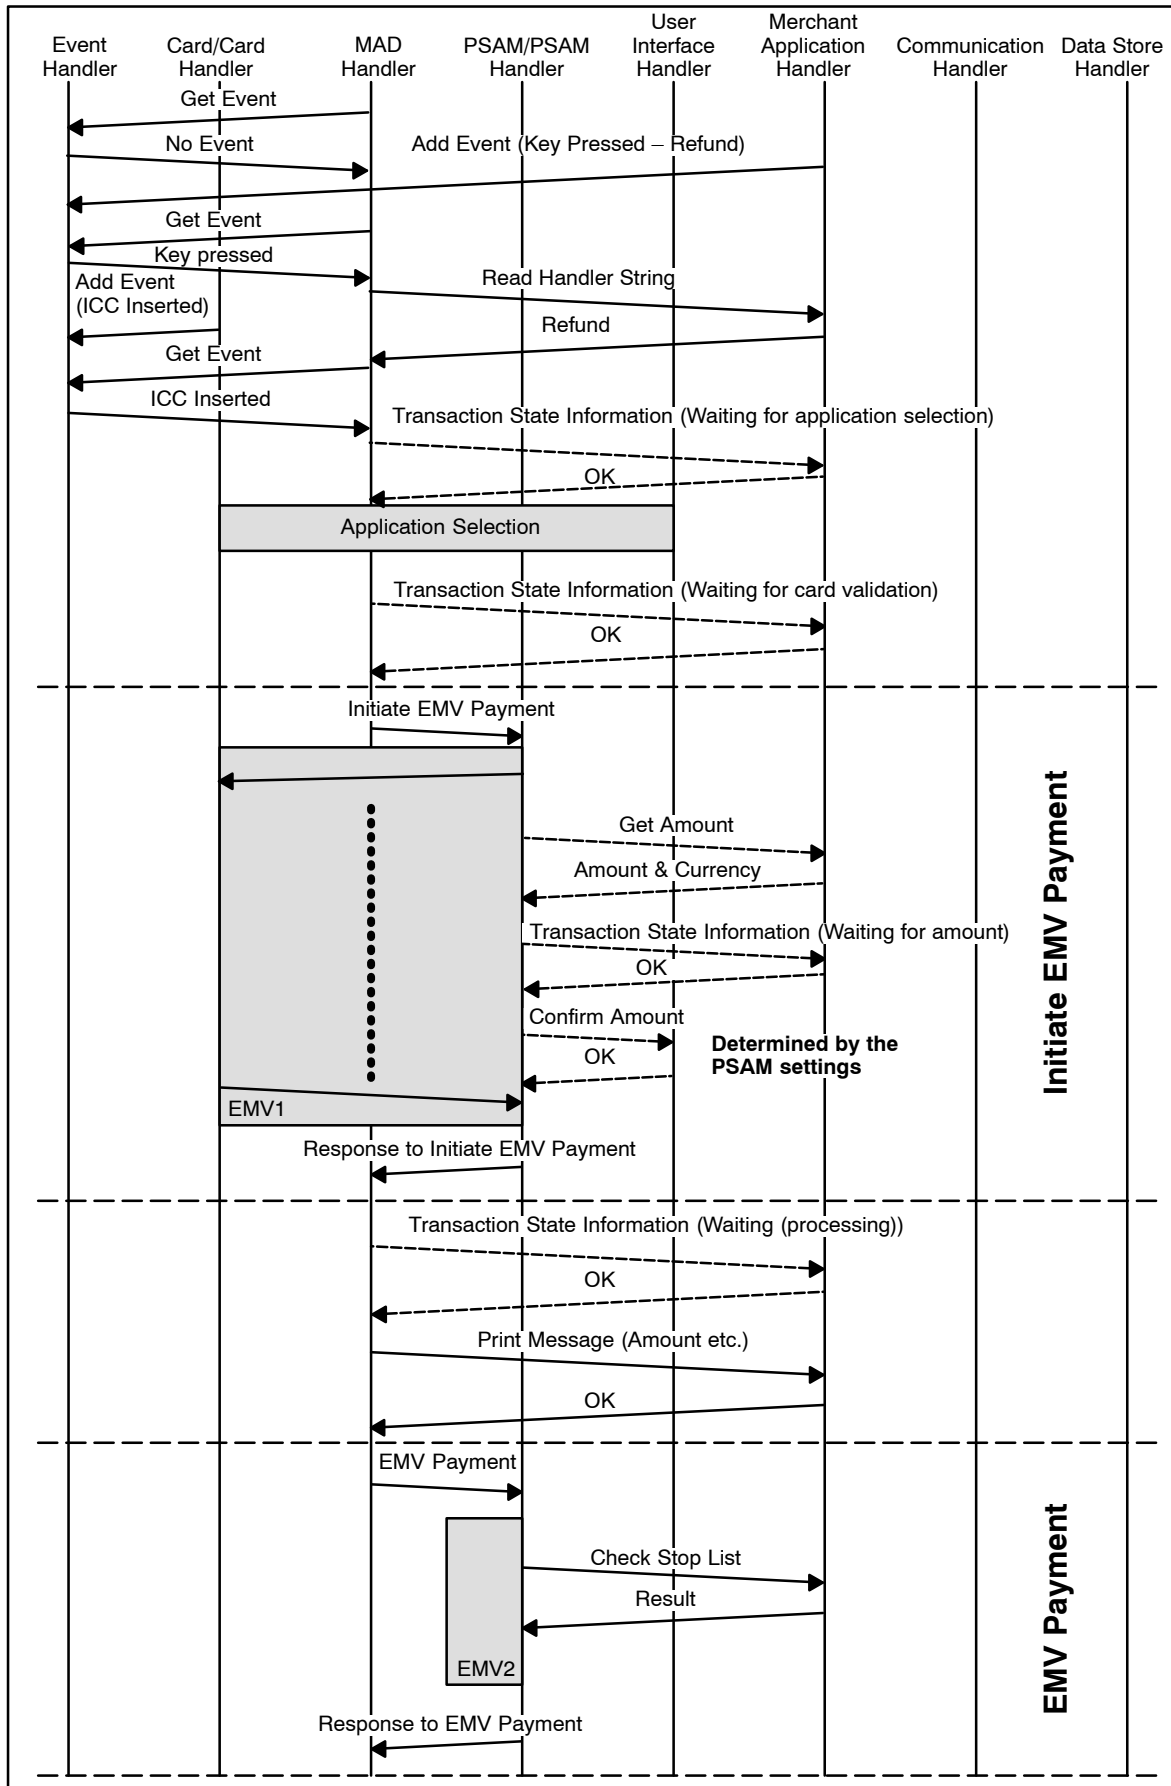 Event
Handler
Card/Card
Handler
MAD
Handler
PSAM/PSAM
Handler
User
Interface
Handler
Merchant
Application
Handler
Communication
Handler
Data Store
Handler
Get Event
No Event
Add Event (Key Pressed – Refund)
Get Event
Key pressed
Add Event
(ICC Inserted)
Read Handler String
Refund
Get Event
ICC Inserted
Transaction State Information (Waiting for application selection)
OK
Application Selection
Transaction State Information (Waiting for card validation)
OK
Initiate EMV Payment
Get Amount
Amount & Currency
Transaction State Information (Waiting for amount)
OK
Confirm Amount
OK
Determined by the
PSAM settings
EMV1
Initiate EMV Payment
Response to Initiate EMV Payment
Transaction State Information (Waiting (processing))
OK
Print Message (Amount etc.)
OK
EMV Payment
Check Stop List
Result
EMV2
EMV Payment
Response to EMV Payment